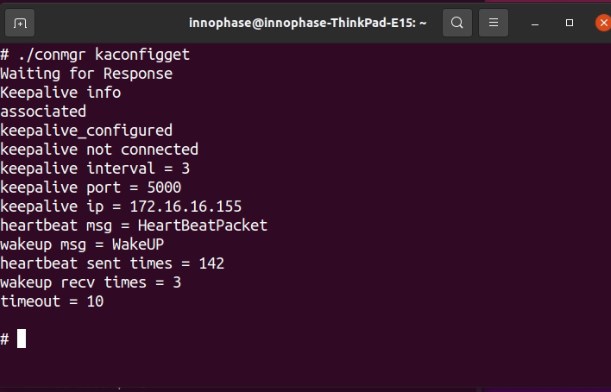 innophase@innophase-ThinkPad-E15: ~
# ./conmgr kaconfigget
Waiting for Response
Keepalive info
associated
keepalive_configured
keepalive not connected
keepalive interval = 3
keepalive port = 5000
keepalive ip = 172.16.16.155
heartbeat msg = HeartBeatPacket
wakeup msg = WakeUP
heartbeat sent times = 142
wakeup recv times = 3
timeout = 10
#